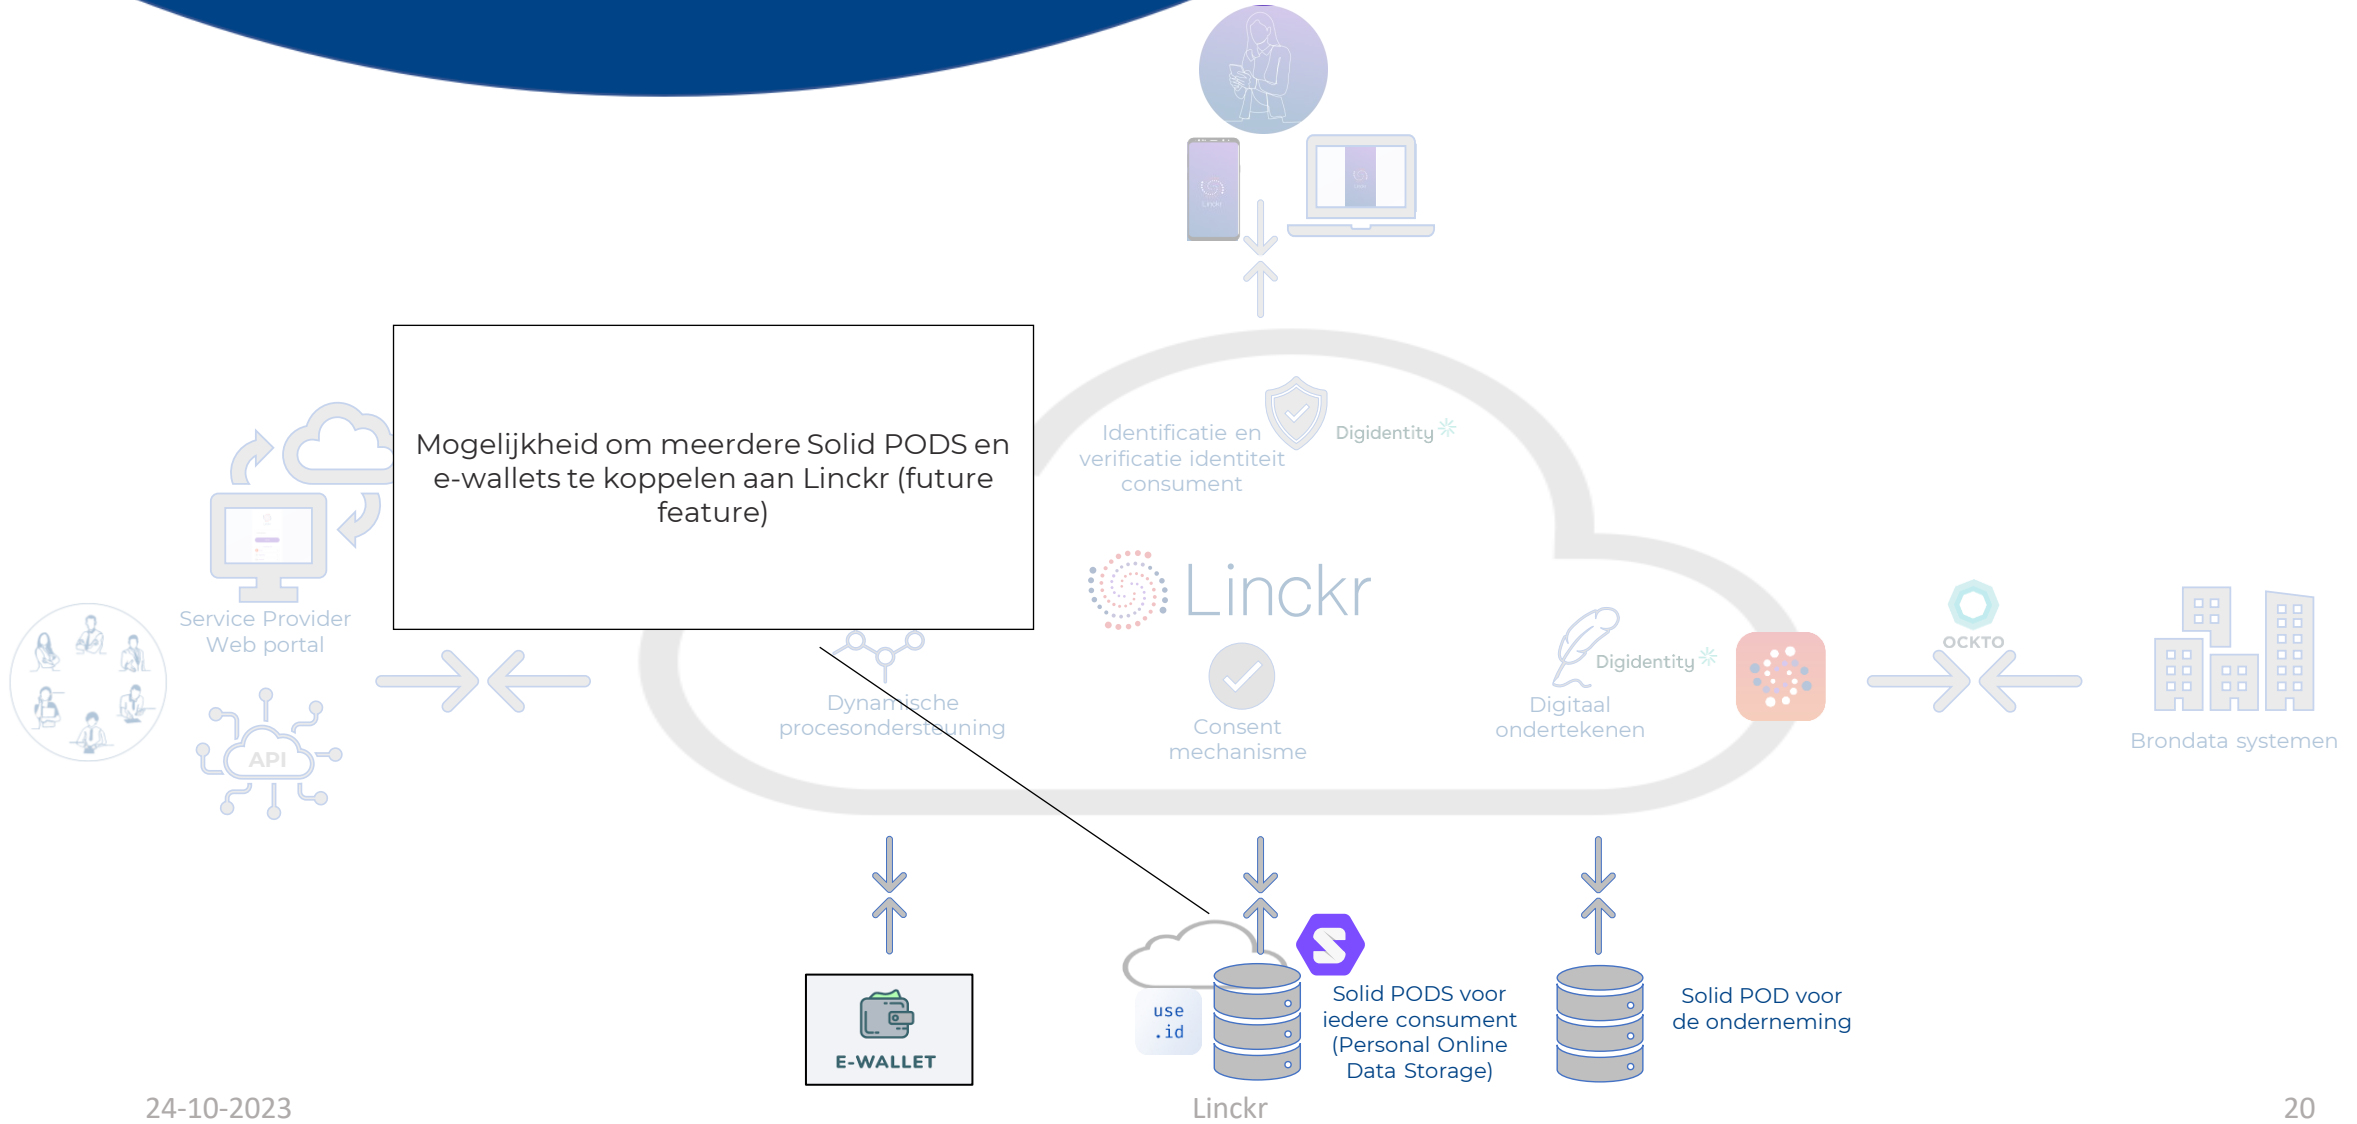 Linckr
Mogelijkheid om meerdere Solid PODS en
e-wallets te koppelen aan Linckr (future
feature)
Identificatie en
verificatie identiteit
consument
Digidentity
Linckr
Service Provider
Web portal
API
Dynamische
procesondersteuning
Consent
mechanisme
Digidentity
Digitaal
ondertekenen
OCKTO
Brondata systemen
E-WALLET
use
.id
Solid PODS voor
iedere consument
(Personal Online
Data Storage)
Solid POD voor
de onderneming
24-10-2023
Linckr
20